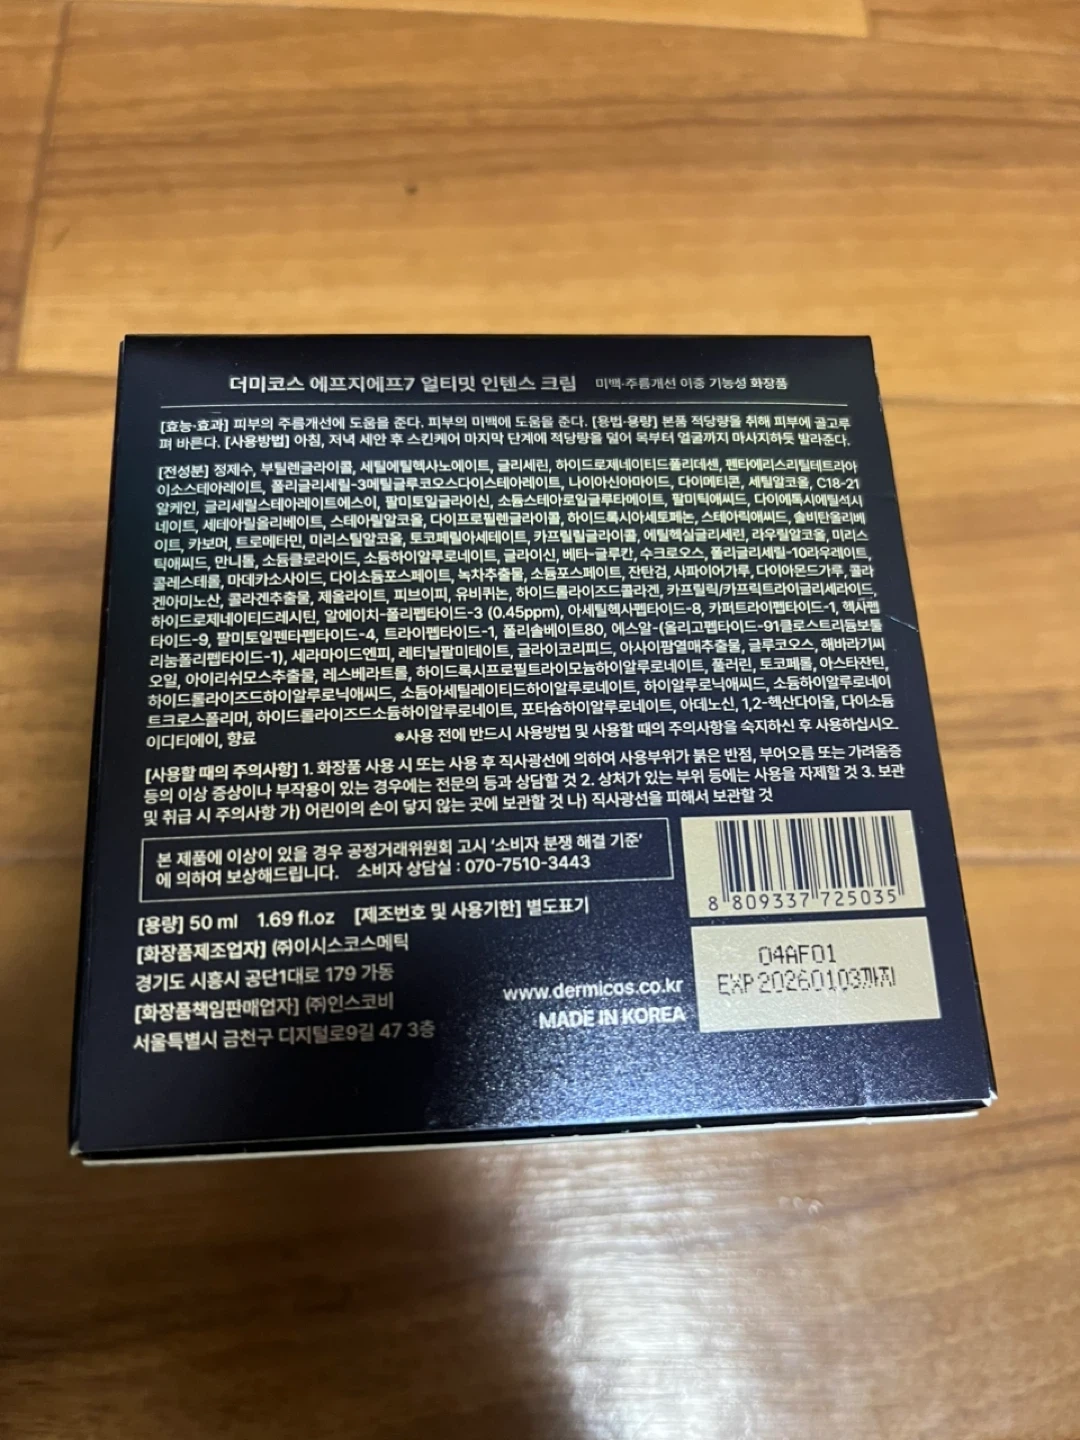 더미코스 에프지에프7 얼티밋 인텐스 크림 미백·주름개선 이중 기능성 화장품
[효능·효과] 피부의 주름개선에 도움을 준다. 피부의 미백에 도움을 준다. [용법·용량] 본품 적당량을 취해 피부에 골고루
펴 바른다. [사용방법] 아침, 저녁 세안 후 스킨케어 마지막 단계에 적당량을 덜어 목부터 얼굴까지 마사지하듯 발라준다.
[전성분] 정제수, 부틸렌글라이콜, 세틸에틸헥사노에이트, 글리세린, 하이드로제네이티드폴리데센, 펜타에리스리틸테트라아
이소스테아레이트, 폴리글리세릴-3메틸글루코오스다이스테아레이트, 나이아신아마이드, 다이메티콘, 세틸알코올, C18-21
알케인, 글리세릴스테아레이트에스이, 팔미토일글라이신, 소듐스테아로일글루타메이트, 팔미틱애씨드, 다이에톡시에틸석시
네이트, 세테아릴올리베이트, 스테아릴알코올, 다이프로필렌글라이콜, 하이드록시아세토페논, 스테아릭애씨드, 솔비탄올리베
이트, 카보머, 트로메타민, 미리스틸알코올, 토코페릴아세테이트, 카프릴릴글라이콜, 에틸헥실글리세린, 라우릴알코올, 미리스
틱애씨드, 만니톨, 소듐클로라이드, 소듐하이알루로네이트, 글라이신, 베타-글루칸, 수크로오스, 폴리글리세릴-10라우레이트,
콜레스테롤, 마데카소사이드, 다이소듐포스페이트, 녹차추출물, 소듐포스페이트, 잔탄검, 사파이어가루, 다이아몬드가루, 콜라
겐아미노산, 콜라겐추출물, 제올라이트, 피브이피, 유비퀴논, 하이드롤라이즈드콜라겐, 카프릴릭/카프릭트라이글리세라이드,
하이드로제네이티드레시틴, 알에이치-폴리펩타이드-3 (0.45ppm), 아세틸헥사펩타이드-8, 카퍼트라이펩타이드-1, 헥사펩
타이드-9, 팔미토일펜타펩타이드-4, 트라이펩타이드-1, 폴리솔베이트80, 에스알-(올리고펩타이드-91클로스트리듐보툴
리눔폴리펩타이드-1), 세라마이드엔피, 레티닐팔미테이트, 글라이코리피드, 아사이팜열매추출물, 글루코오스, 해바라기씨
오일, 아이리쉬모스추출물, 레스베라트롤, 하이드록시프로필트라이모늄하이알루로네이트, 풀러린, 토코페롤, 아스타잔틴,
하이드롤라이즈드하이알루로닉애씨드, 소듐아세틸레이티드하이알루로네이트, 하이알루로닉애씨드, 소듐하이알루로네이
트크로스폴리머, 하이드롤라이즈드소듐하이알루로네이트, 포타슘하이알루로네이트, 아데노신, 1,2-헥산다이올, 다이소듐
이디티에이, 향료 ※사용 전에 반드시 사용방법 및 사용할 때의 주의사항을 숙지하신 후 사용하십시오.
[사용할 때의 주의사항] 1. 화장품 사용 시 또는 사용 후 직사광선에 의하여 사용부위가 붉은 반점, 부어오름 또는 가려움증
등의 이상 증상이나 부작용이 있는 경우에는 전문의 등과 상담할 것 2. 상처가 있는 부위 등에는 사용을 자제할 것 3. 보관
및 취급 시 주의사항 가) 어린이의 손이 닿지 않는 곳에 보관할 것 나) 직사광선을 피해서 보관할 것
본 제품에 이상이 있을 경우 공정거래위원회 고시 '소비자 분쟁 해결 기준'
에 의하여 보상해드립니다. 소비자 상담실 : 070-7510-3443
8 809337 725035
[용량] 50 ml 1.69 fl.oz [제조번호 및 사용기한] 별도표기
[화장품제조업자] ㈜이시스코스메틱
경기도 시흥시 공단1대로 179 가동
[화장품책임판매업자] ㈜인스코비
서울특별시 금천구 디지털로9길 47 3층
www.dermicos.co.kr
MADE IN KOREA
04AF01
EXP20260103까지